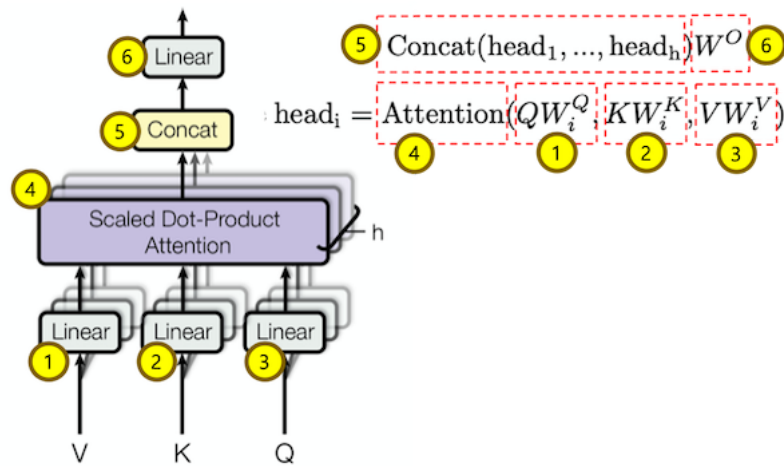 6 Linear
5 Concat
4 Scaled Dot-Product
Attention
h
1 Linear 2 Linear 3 Linear
V K Q
5 Concat(head₁, ..., headₕ)W^O 6
head_i = Attention(QW_i^Q, KW_i^K, VW_i^V)
4 1 2 3